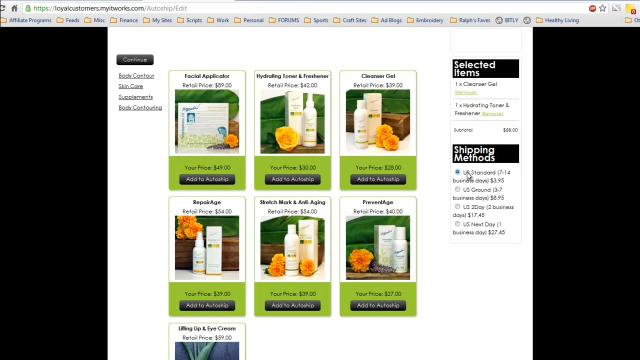 https://loyalcustomers.myitworks.com/Autoship/Edit
Affiliate Programs Feeds Misc Finance My Sites Scripts Work Personal FORUMS Sports Craft Sites Ad Blogs Embroidery Ralph's Faves BITLY Healthy Living
Continue
Body Contour
Skin Care
Supplements
Body Contouring
Facial Applicator
Retail Price: $89.00
Your Price: $49.00
Add to Autoship
Hydrating Toner & Freshener
Retail Price: $42.00
Your Price: $30.00
Add to Autoship
Cleanser Gel
Retail Price: $39.00
Your Price: $28.00
Add to Autoship
RepairAge
Retail Price: $54.00
Your Price: $39.00
Add to Autoship
Stretch Mark & Anti-Aging
Retail Price: $54.00
Your Price: $39.00
Add to Autoship
PreventAge
Retail Price: $38.00
Your Price: $27.00
Add to Autoship
Lifting Lip & Eye Cream
Retail Price: $59.00
Selected
Items
1 x Cleanser Gel
(Remove)
1 x Hydrating Toner &
Freshener (Remove)
Subtotal $58.00
Shipping
Methods
US Standard (7-14
business days) $3.95
US Ground (3-7
business days) $8.95
US 2Day (2 business
days) $17.45
US Next Day (1
business day) $27.45